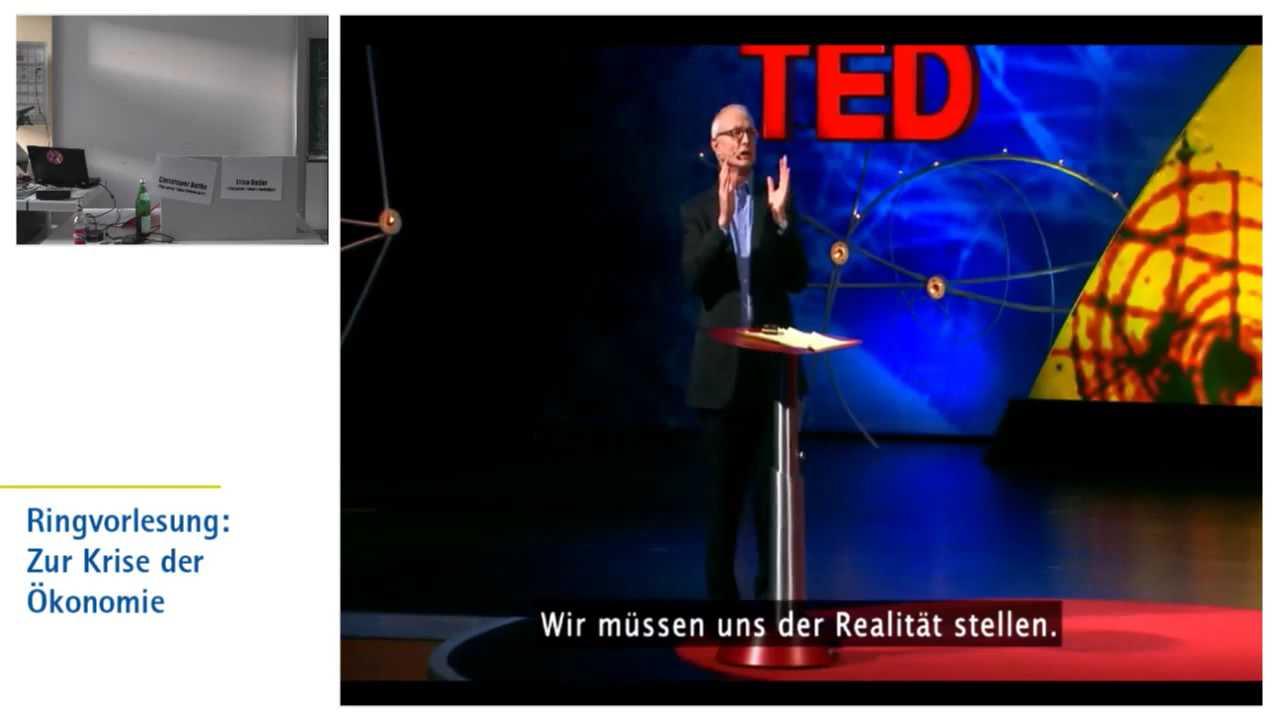 TED
Ringvorlesung:
Zur Krise der
Ökonomie
Wir müssen uns der Realität stellen.